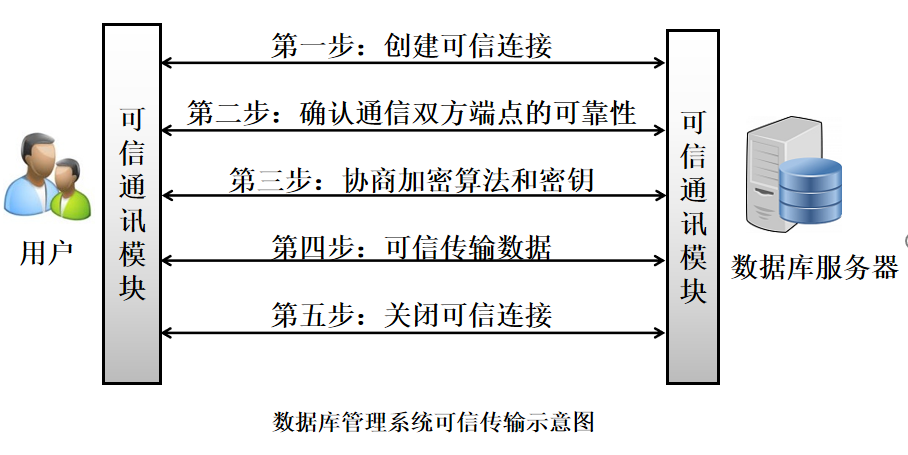 第一步：创建可信连接
第二步：确认通信双方端点的可靠性
第三步：协商加密算法和密钥
第四步：可信传输数据
第五步：关闭可信连接
可信通讯模块
可信通讯模块
用户
数据库服务器
数据库管理系统可信传输示意图